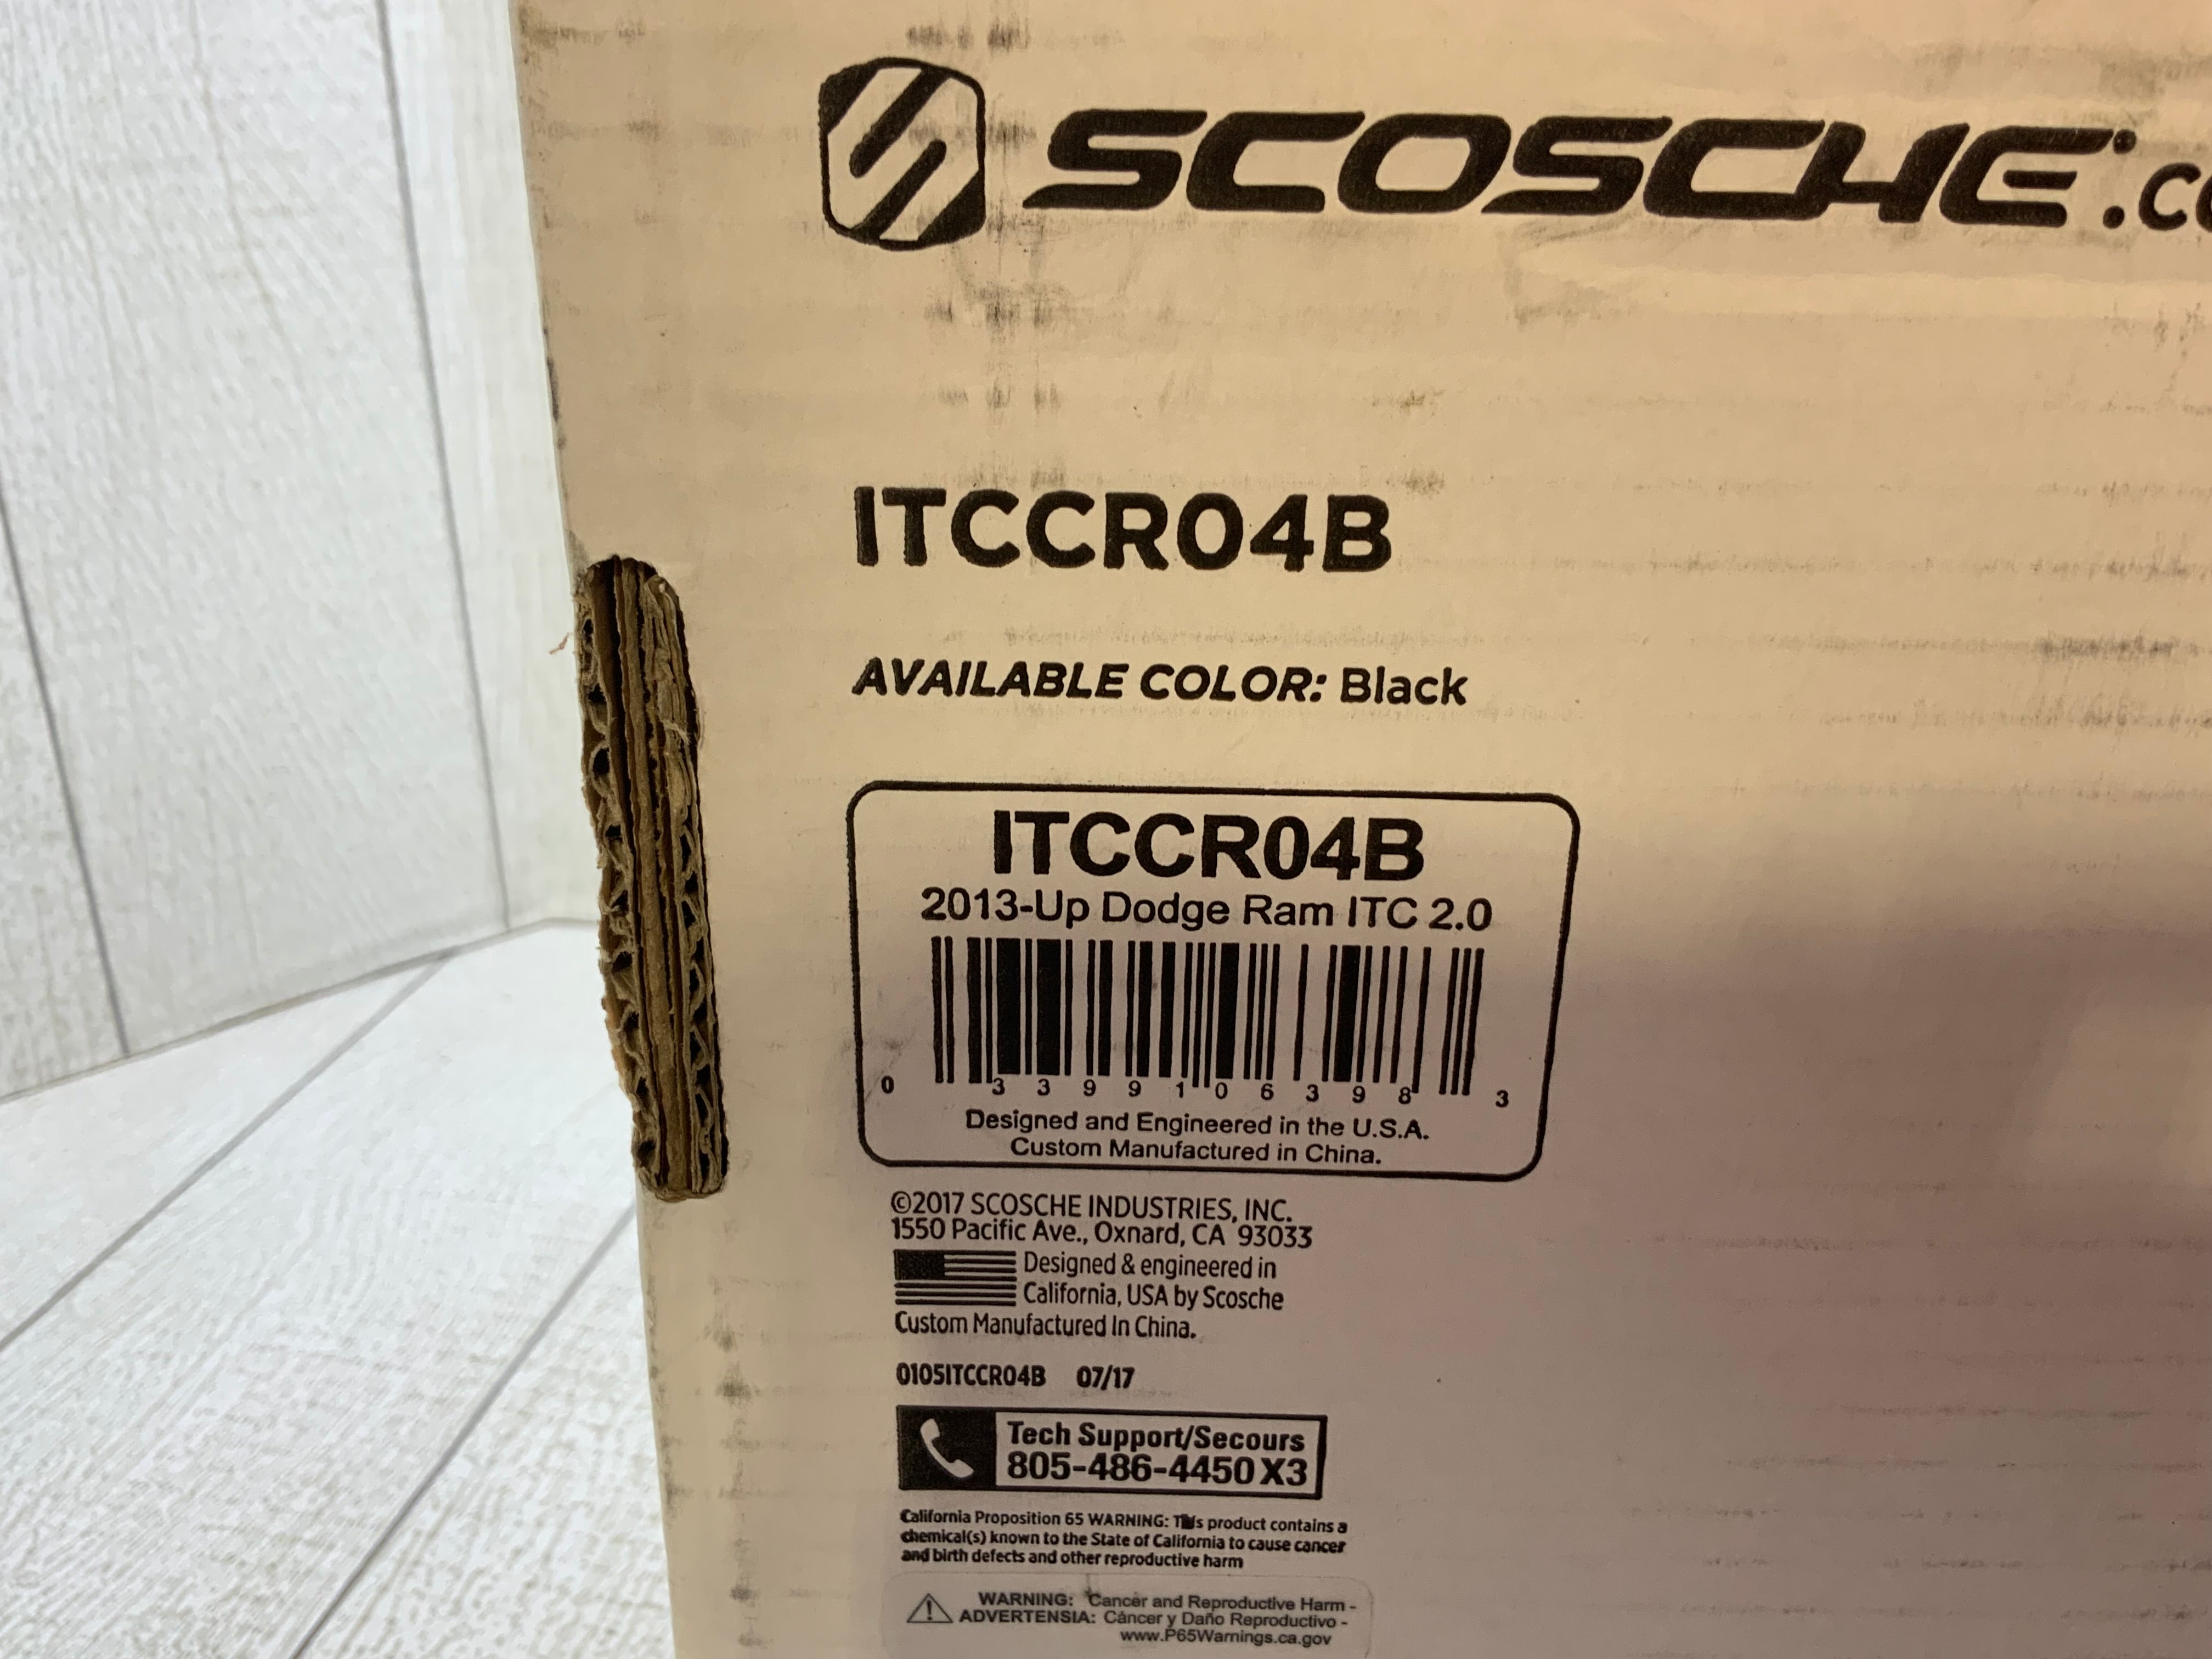 SCOSCHE.co
ITCCR04B
AVAILABLE COLOR: Black
ITCCR04B
2013-Up Dodge Ram ITC 2.0
0 33991 06398 3
Designed and Engineered in the U.S.A.
Custom Manufactured in China.
©2017 SCOSCHE INDUSTRIES, INC.
1550 Pacific Ave., Oxnard, CA 93033
Designed & engineered in
California, USA by Scosche
Custom Manufactured In China.
0105ITCCR04B 07/17
Tech Support/Secours
805-486-4450 X3
California Proposition 65 WARNING: This product contains a
chemical(s) known to the State of California to cause cancer
and birth defects and other reproductive harm
WARNING: Cancer and Reproductive Harm -
ADVERTENSIA: Cáncer y Daño Reproductivo -
www.P65Warnings.ca.gov